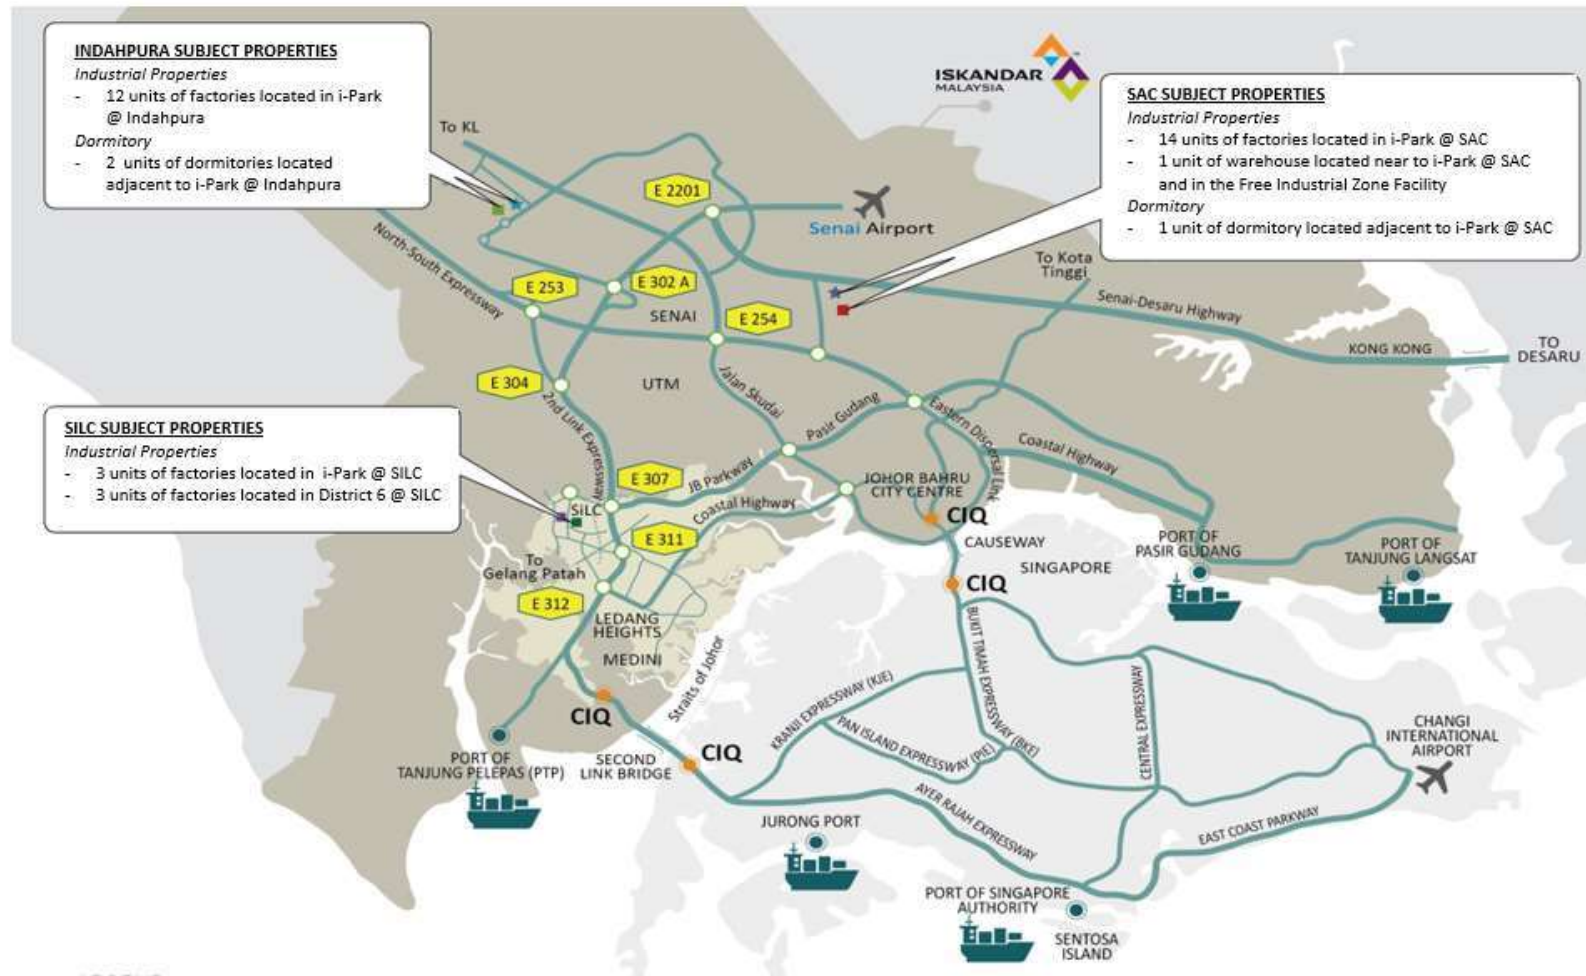 INDAHPURA SUBJECT PROPERTIES
Industrial Properties
- 12 units of factories located in i-Park
@ Indahpura
Dormitory
- 2 units of dormitories located
adjacent to i-Park @ Indahpura
ISKANDAR
MALAYSIA
SAC SUBJECT PROPERTIES
Industrial Properties
- 14 units of factories located in i-Park @ SAC
- 1 unit of warehouse located near to i-Park @ SAC
and in the Free Industrial Zone Facility
Dormitory
- 1 unit of dormitory located adjacent to i-Park @ SAC
To KL
E 2201
Senai Airport
North-South Expressway
E 253
E 302 A
SENAI
E 254
To Kota
Tinggi
Senai-Desaru Highway
KONG KONG
TO
DESARU
E 304
UTM
Jalan Skudai
2nd Link Expressway
Pasir Gudang
Eastern Dispersal Link
Coastal Highway
SILC SUBJECT PROPERTIES
Industrial Properties
- 3 units of factories located in i-Park @ SILC
- 3 units of factories located in District 6 @ SILC
E 307
JB Parkway
Coastal Highway
JOHOR BAHRU
CITY CENTRE
SiLC
CIQ
E 311
CAUSEWAY
SINGAPORE
PORT OF
PASIR GUDANG
PORT OF
TANJUNG LANGSAT
To
Gelang Patah
CIQ
E 312
LEDANG
HEIGHTS
MEDINI
Straits of Johor
BUKIT TIMAH EXPRESSWAY (BKE)
KRANJI EXPRESSWAY (KJE)
PAN ISLAND EXPRESSWAY (PIE)
CENTRAL EXPRESSWAY
CIQ
CIQ
CHANGI
INTERNATIONAL
AIRPORT
PORT OF
TANJUNG PELEPAS (PTP)
SECOND
LINK BRIDGE
AYER RAJAH EXPRESSWAY
EAST COAST PARKWAY
JURONG PORT
PORT OF SINGAPORE
AUTHORITY
SENTOSA
ISLAND